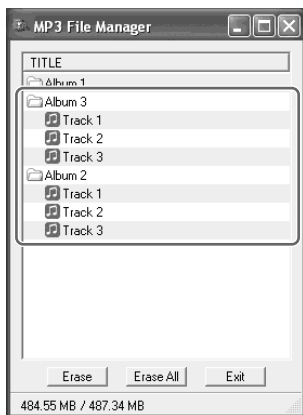 MP3 File Manager
TITLE
Album 1
Album 3
Track 1
Track 2
Track 3
Album 2
Track 1
Track 2
Track 3
Erase Erase All Exit
484.55 MB / 487.34 MB